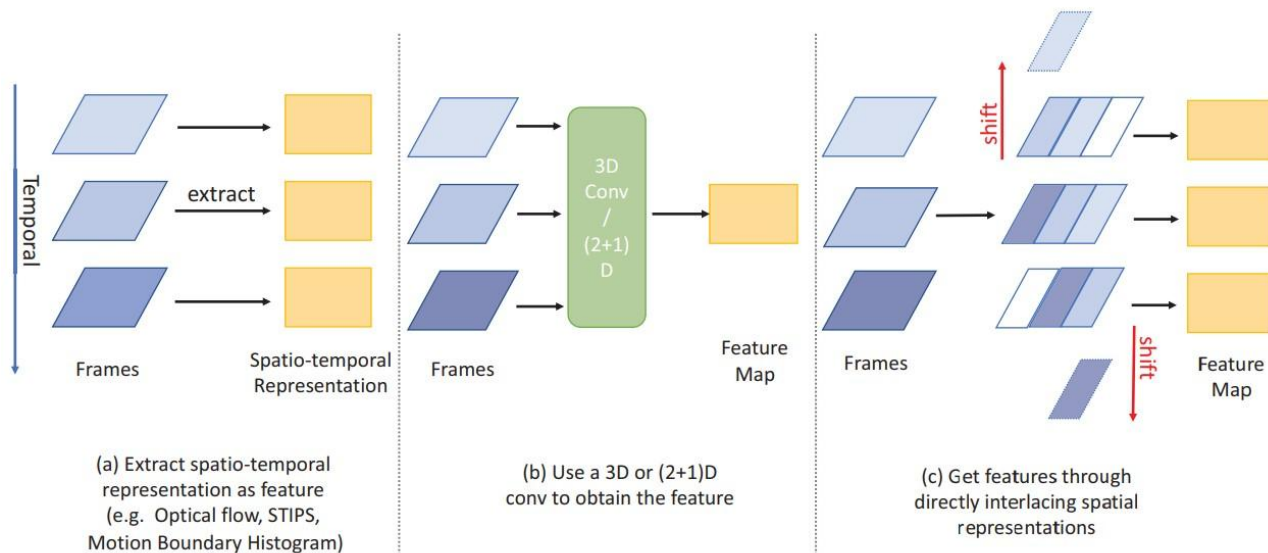 Temporal
extract
Frames
Spatio-temporal
Representation
(a) Extract spatio-temporal
representation as feature
(e.g. Optical flow, STIPS,
Motion Boundary Histogram)
3D
Conv
/
(2+1)
D
Frames
Feature
Map
(b) Use a 3D or (2+1)D
conv to obtain the feature
shift
Frames
shift
Feature
Map
(c) Get features through
directly interlacing spatial
representations